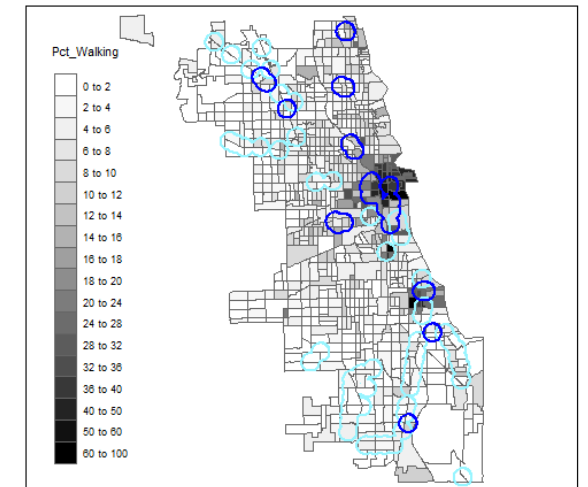 Pct_Walking
0 to 2
2 to 4
4 to 6
6 to 8
8 to 10
10 to 12
12 to 14
14 to 16
16 to 18
18 to 20
20 to 24
24 to 28
28 to 32
32 to 36
36 to 40
40 to 50
50 to 60
60 to 100